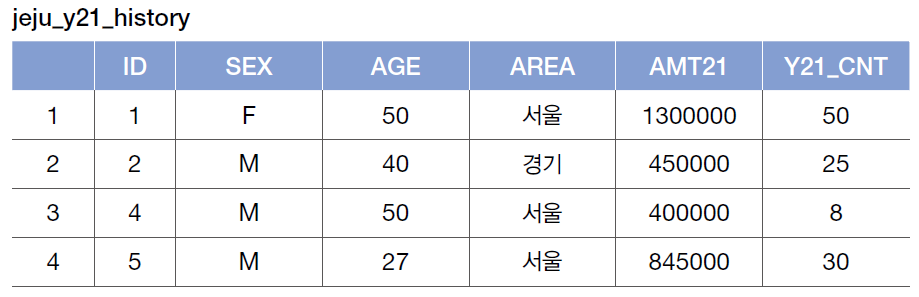 jeju_y21_history
ID SEX AGE AREA AMT21 Y21_CNT
1 1 F 50 서울 1300000 50
2 2 M 40 경기 450000 25
3 4 M 50 서울 400000 8
4 5 M 27 서울 845000 30